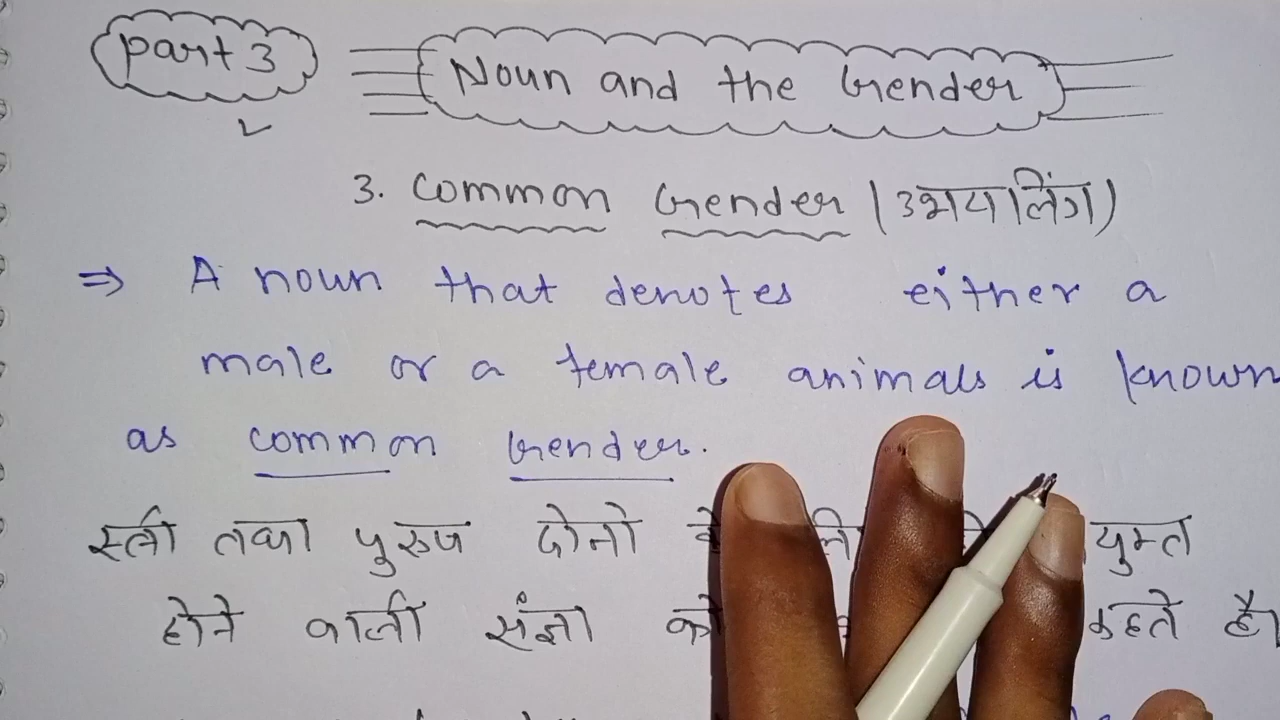 Part 3
Noun and the Gender
3. Common Gender (उभयलिंग)
⇒ A noun that denotes either a
male or a female animals is known
as common Gender.
स्त्री तथा पुरुष दोनो के
होने वाली संज्ञा को कहते है।